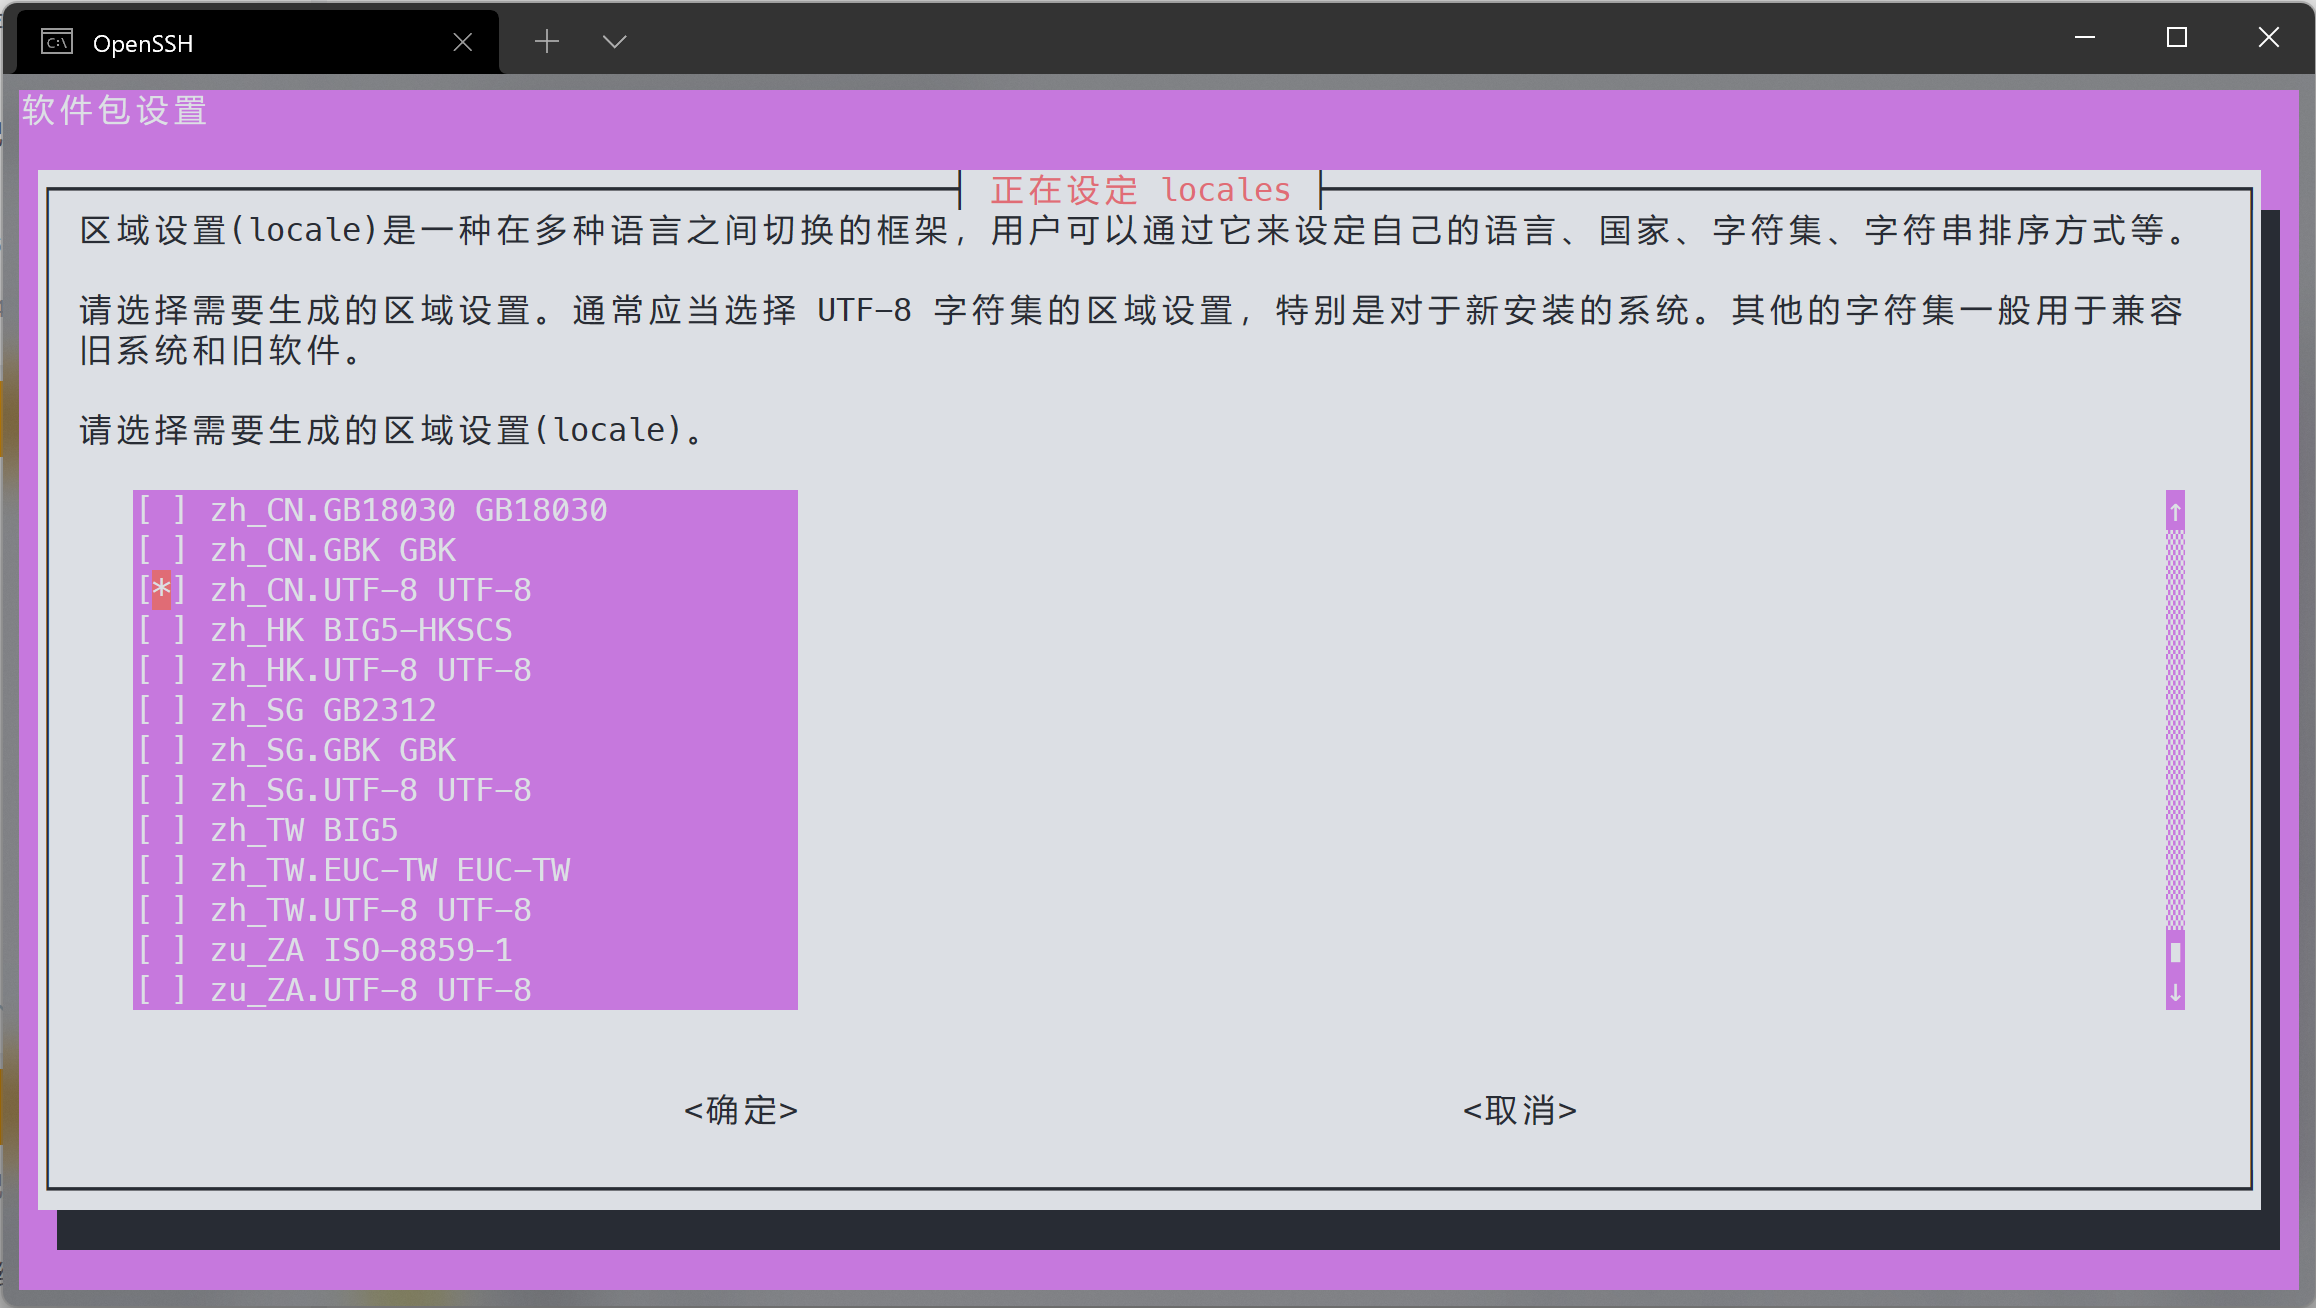 OpenSSH
软件包设置
正在设定 locales
区域设置(locale)是一种在多种语言之间切换的框架，用户可以通过它来设定自己的语言、国家、字符集、字符串排序方式等。
请选择需要生成的区域设置。通常应当选择 UTF-8 字符集的区域设置，特别是对于新安装的系统。其他的字符集一般用于兼容
旧系统和旧软件。
请选择需要生成的区域设置(locale)。
[ ] zh_CN.GB18030 GB18030
[ ] zh_CN.GBK GBK
[*] zh_CN.UTF-8 UTF-8
[ ] zh_HK BIG5-HKSCS
[ ] zh_HK.UTF-8 UTF-8
[ ] zh_SG GB2312
[ ] zh_SG.GBK GBK
[ ] zh_SG.UTF-8 UTF-8
[ ] zh_TW BIG5
[ ] zh_TW.EUC-TW EUC-TW
[ ] zh_TW.UTF-8 UTF-8
[ ] zu_ZA ISO-8859-1
[ ] zu_ZA.UTF-8 UTF-8
<确定> <取消>